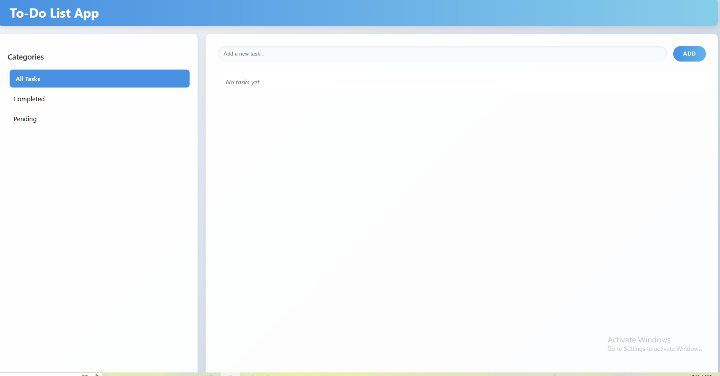 To-Do List App
Categories
All Tasks
Completed
Pending
Add a new task...
ADD
No tasks yet
Activate Windows
Go to Settings to activate Windows.